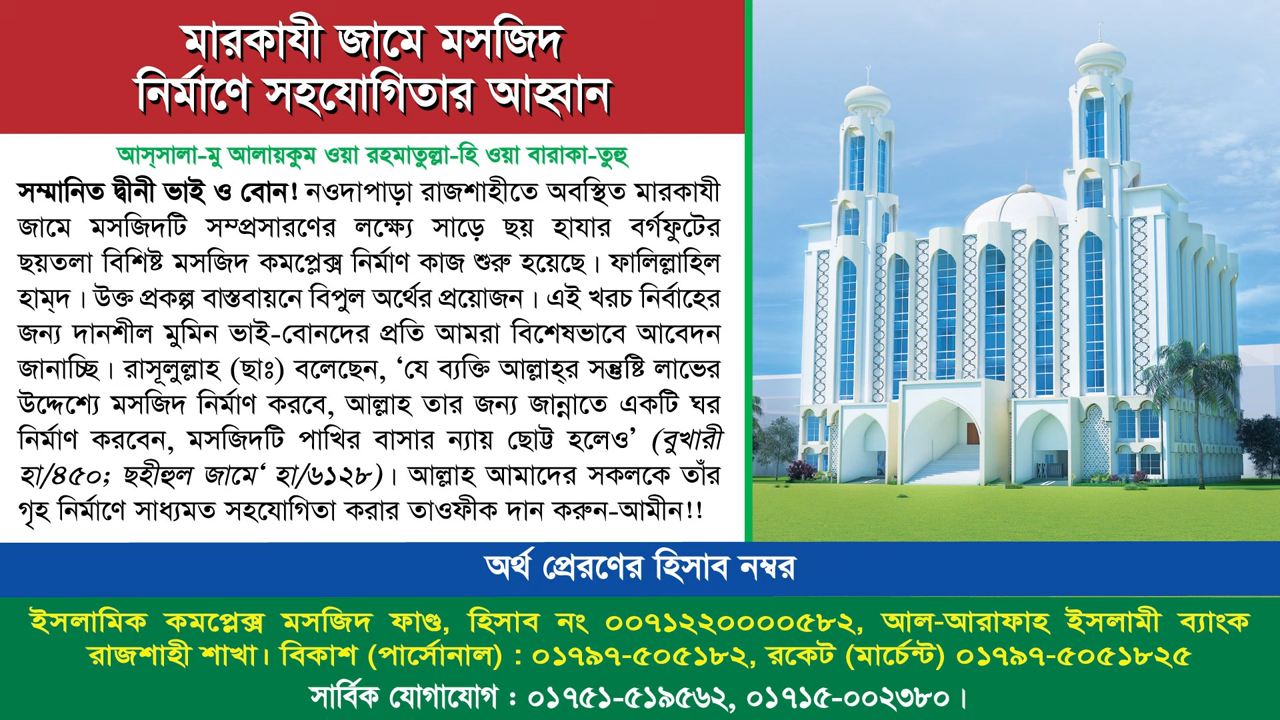 মারকাযী জামে মসজিদ
নির্মাণে সহযোগিতার আহ্বান
আস্সালা-মু আলায়কুম ওয়া রহমাতুল্লা-হি ওয়া বারাকা-তুহু
সম্মানিত দ্বীনী ভাই ও বোন! নওদাপাড়া রাজশাহীতে অবস্থিত মারকাযী
জামে মসজিদটি সম্প্রসারণের লক্ষ্যে সাড়ে ছয় হাযার বর্গফুটের
ছয়তলা বিশিষ্ট মসজিদ কমপ্লেক্স নির্মাণ কাজ শুরু হয়েছে। ফালিল্লাহিল
হাম্দ। উক্ত প্রকল্প বাস্তবায়নে বিপুল অর্থের প্রয়োজন। এই খরচ নির্বাহের
জন্য দানশীল মুমিন ভাই-বোনদের প্রতি আমরা বিশেষভাবে আবেদন
জানাচ্ছি। রাসূলুল্লাহ (ছাঃ) বলেছেন, ‘যে ব্যক্তি আল্লাহ্‌র সন্তুষ্টি লাভের
উদ্দেশ্যে মসজিদ নির্মাণ করবে, আল্লাহ তার জন্য জান্নাতে একটি ঘর
নির্মাণ করবেন, মসজিদটি পাখির বাসার ন্যায় ছোট্ট হলেও’ (বুখারী
হা/৪৫০; ছহীহুল জামে‘ হা/৬১২৮)। আল্লাহ আমাদের সকলকে তাঁর
গৃহ নির্মাণে সাধ্যমত সহযোগিতা করার তাওফীক দান করুন-আমীন!!
অর্থ প্রেরণের হিসাব নম্বর
ইসলামিক কমপ্লেক্স মসজিদ ফাণ্ড, হিসাব নং ০০৭১২২০০০০৫৮২, আল-আরাফাহ ইসলামী ব্যাংক
রাজশাহী শাখা। বিকাশ (পার্সোনাল) : ০১৭৯৭-৫০৫১৮২, রকেট (মার্চেন্ট) ০১৭৯৭-৫০৫১৮২৫
সার্বিক যোগাযোগ : ০১৭৫১-৫১৯৫৬২, ০১৭১৫-০০২৩৮০।